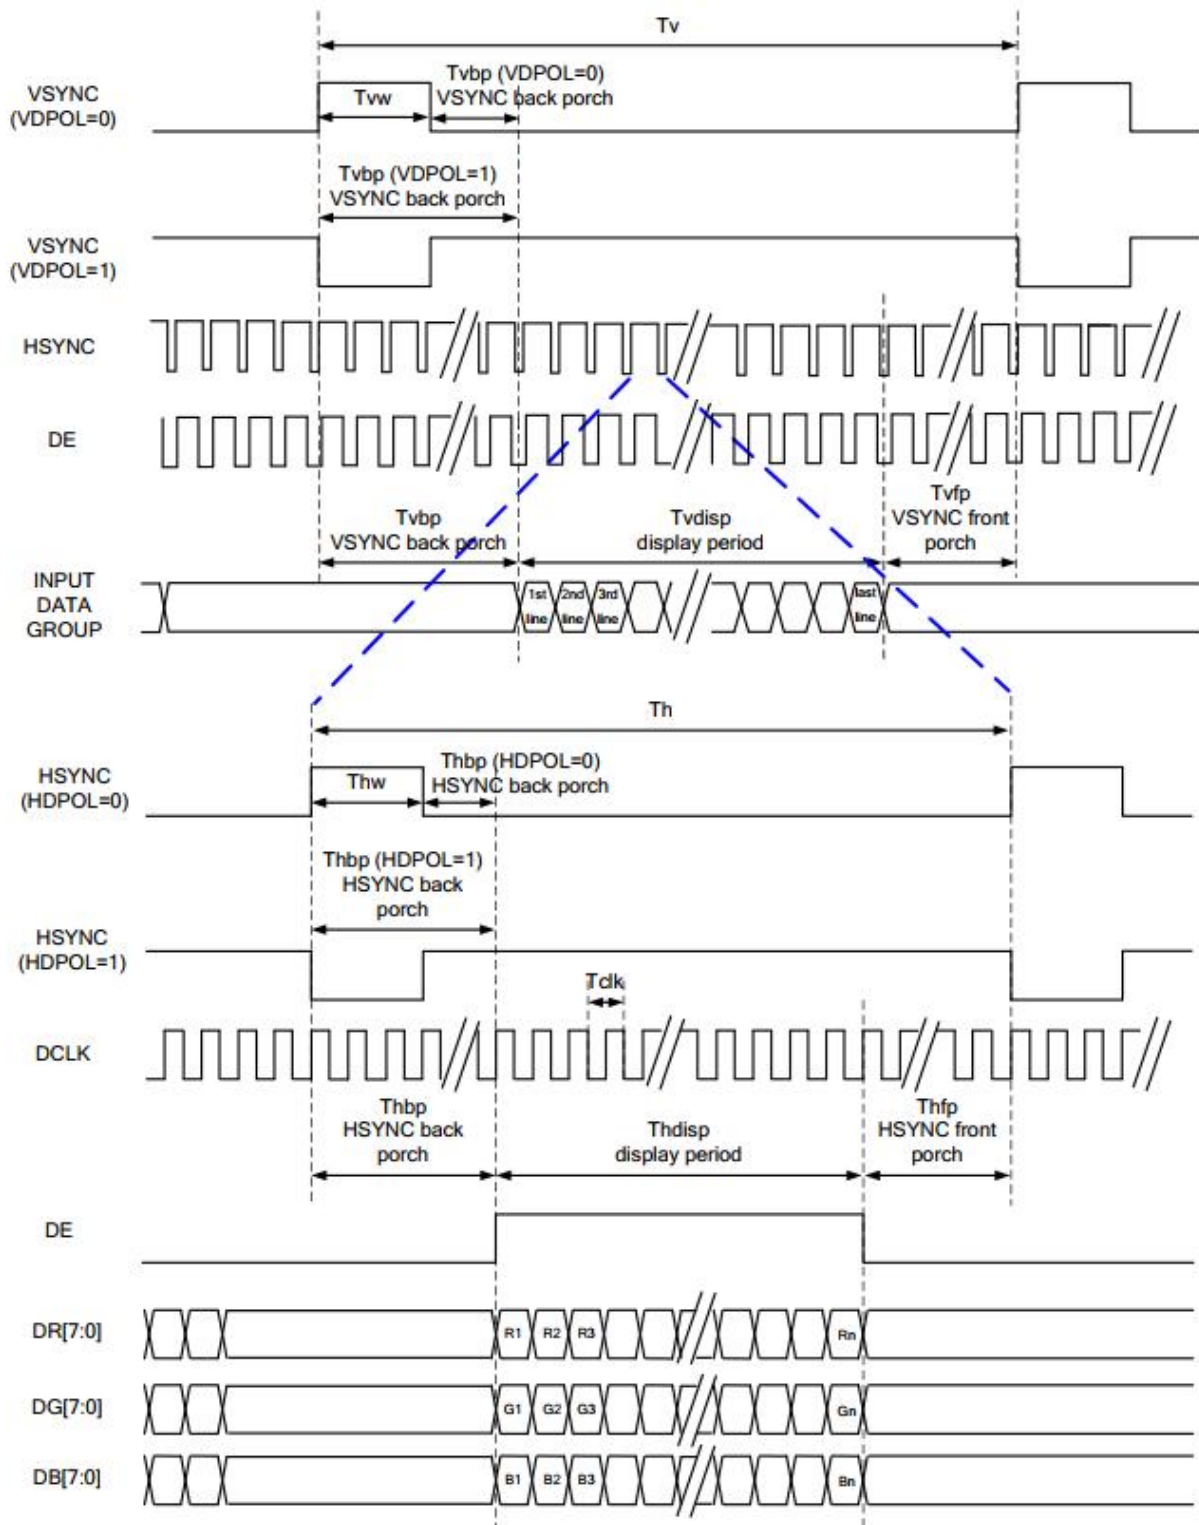 Tv
VSYNC
(VDPOL=0)
Tvw
Tvbp (VDPOL=0)
VSYNC back porch
Tvbp (VDPOL=1)
VSYNC back porch
VSYNC
(VDPOL=1)
HSYNC
DE
Tvbp
VSYNC back porch
Tvdisp
display period
Tvfp
VSYNC front
porch
INPUT
DATA
GROUP
1st
line
2nd
line
3rd
line
last
line
Th
HSYNC
(HDPOL=0)
Thw
Thbp (HDPOL=0)
HSYNC back porch
Thbp (HDPOL=1)
HSYNC back
porch
HSYNC
(HDPOL=1)
Tclk
DCLK
Thbp
HSYNC back
porch
Thdisp
display period
Thfp
HSYNC front
porch
DE
DR[7:0]
R1 R2 R3 Rn
DG[7:0]
G1 G2 G3 Gn
DB[7:0]
B1 B2 B3 Bn